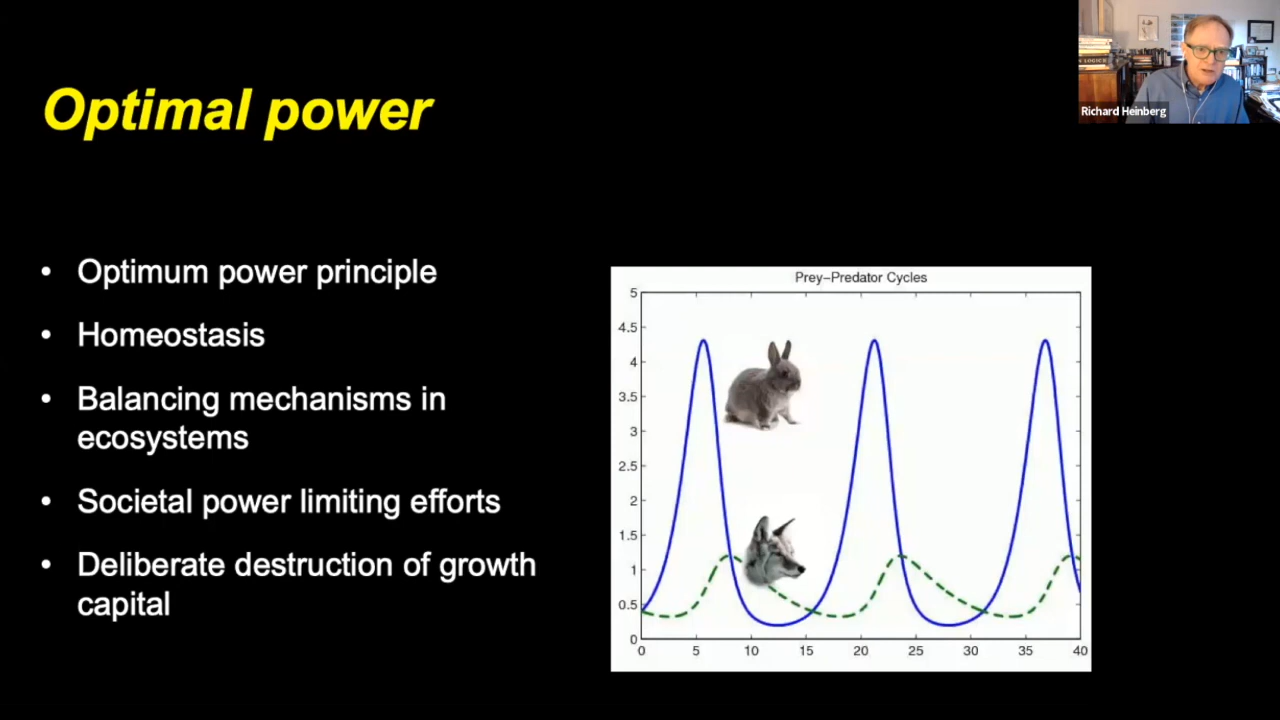 Optimal power
Richard Heinberg
• Optimum power principle
• Homeostasis
• Balancing mechanisms in
ecosystems
• Societal power limiting efforts
• Deliberate destruction of growth
capital
Prey-Predator Cycles
5
4.5
4
3.5
3
2.5
2
1.5
1
0.5
0
0 5 10 15 20 25 30 35 40